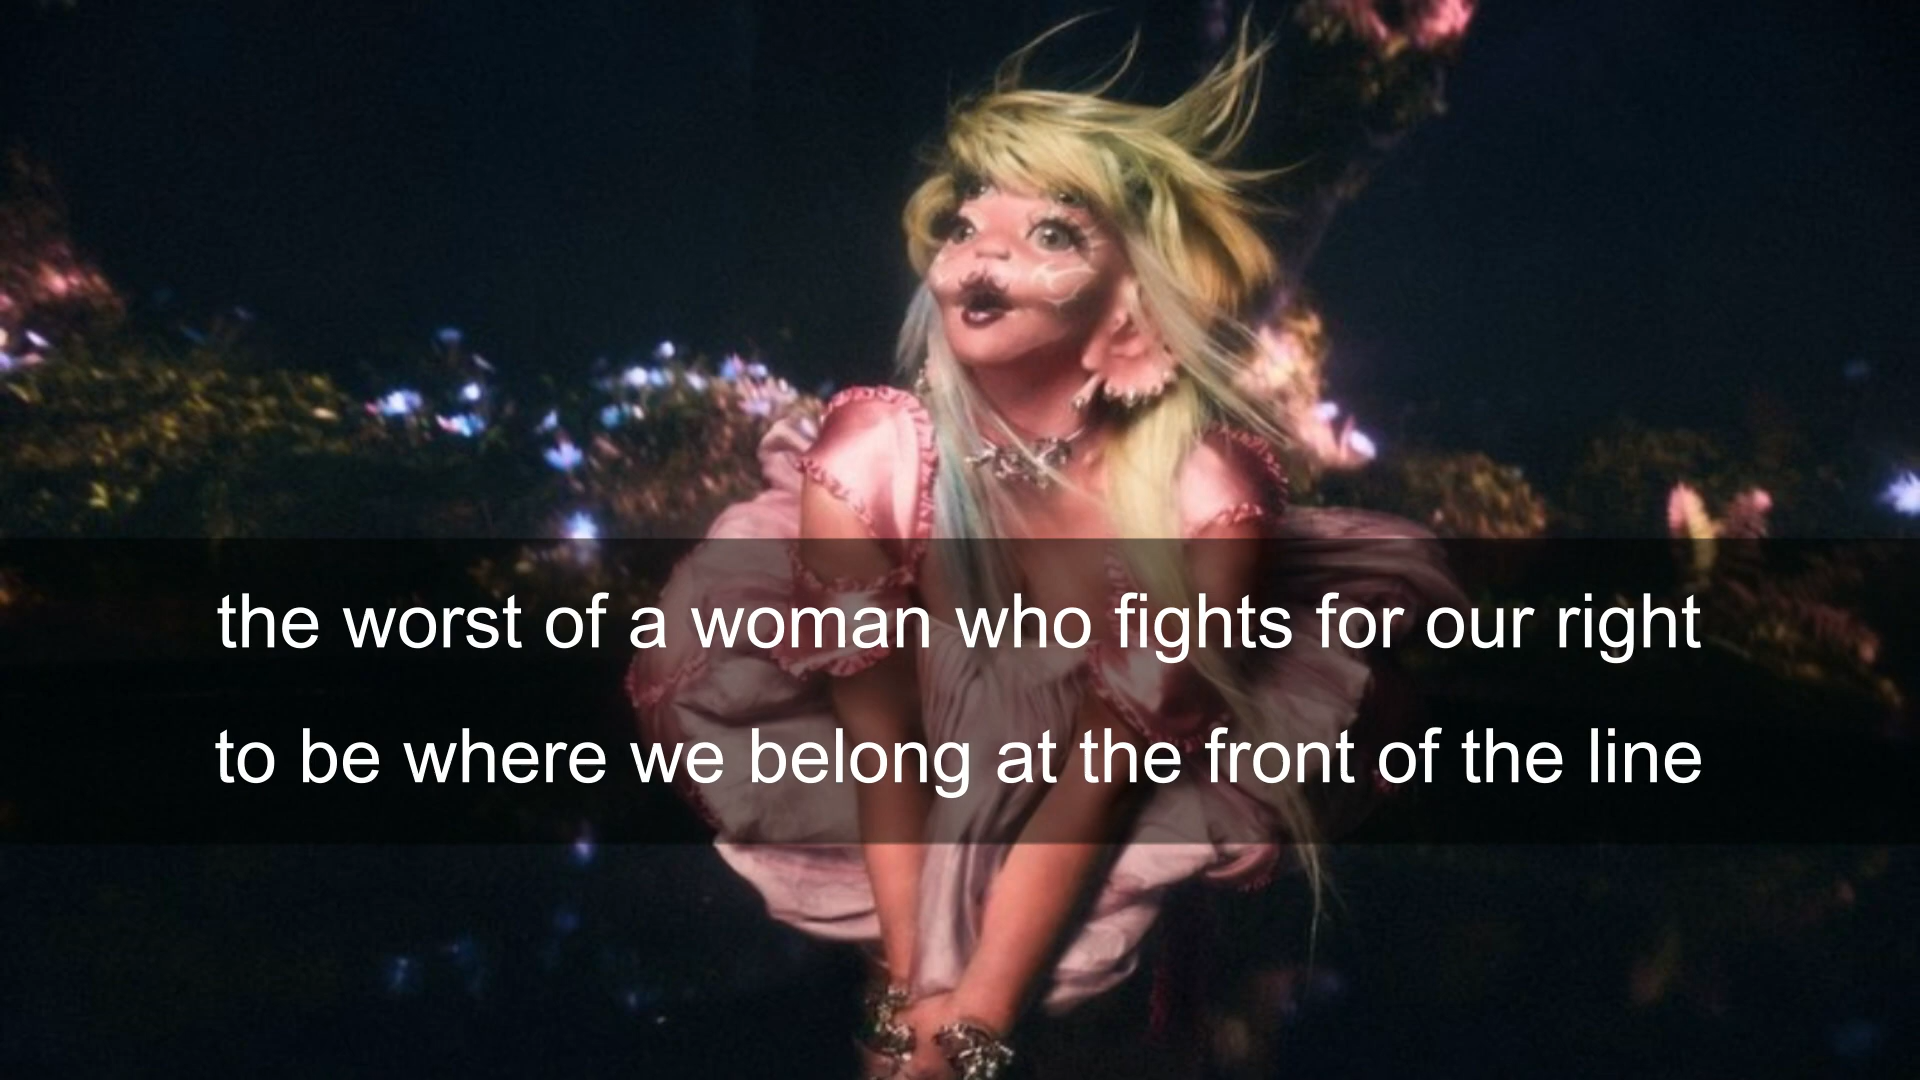 the worst of a woman who fights for our right
to be where we belong at the front of the line